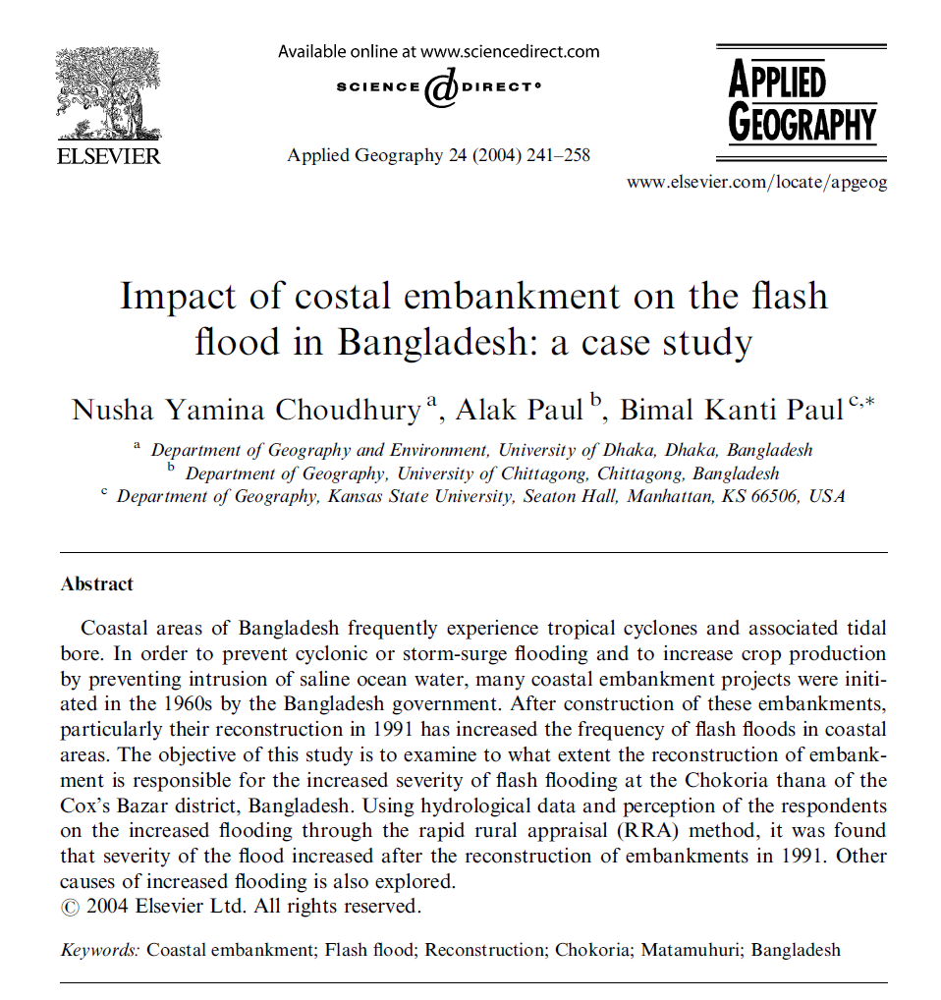 Available online at www.sciencedirect.com
SCIENCE DIRECT®
ELSEVIER
APPLIED
GEOGRAPHY
Applied Geography 24 (2004) 241–258
www.elsevier.com/locate/apgeog
Impact of costal embankment on the flash
flood in Bangladesh: a case study
Nusha Yamina Choudhury a, Alak Paul b, Bimal Kanti Paul c,*
a Department of Geography and Environment, University of Dhaka, Dhaka, Bangladesh
b Department of Geography, University of Chittagong, Chittagong, Bangladesh
c Department of Geography, Kansas State University, Seaton Hall, Manhattan, KS 66506, USA
Abstract
Coastal areas of Bangladesh frequently experience tropical cyclones and associated tidal
bore. In order to prevent cyclonic or storm-surge flooding and to increase crop production
by preventing intrusion of saline ocean water, many coastal embankment projects were initi-
ated in the 1960s by the Bangladesh government. After construction of these embankments,
particularly their reconstruction in 1991 has increased the frequency of flash floods in coastal
areas. The objective of this study is to examine to what extent the reconstruction of embank-
ment is responsible for the increased severity of flash flooding at the Chokoria thana of the
Cox's Bazar district, Bangladesh. Using hydrological data and perception of the respondents
on the increased flooding through the rapid rural appraisal (RRA) method, it was found
that severity of the flood increased after the reconstruction of embankments in 1991. Other
causes of increased flooding is also explored.
© 2004 Elsevier Ltd. All rights reserved.
Keywords: Coastal embankment; Flash flood; Reconstruction; Chokoria; Matamuhuri; Bangladesh